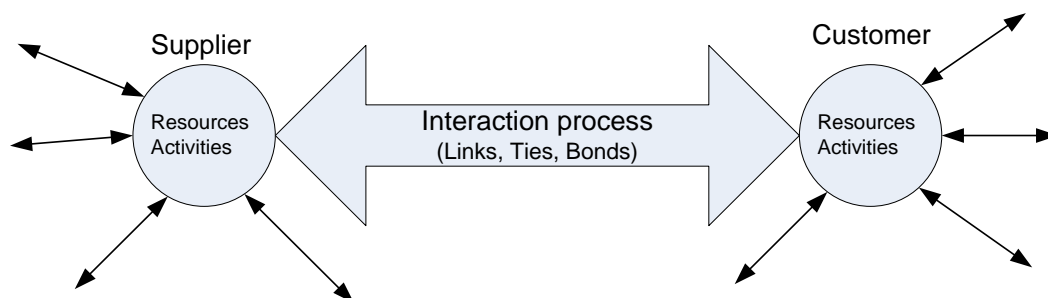 Supplier
Customer
Resources
Activities
Interaction process
(Links, Ties, Bonds)
Resources
Activities